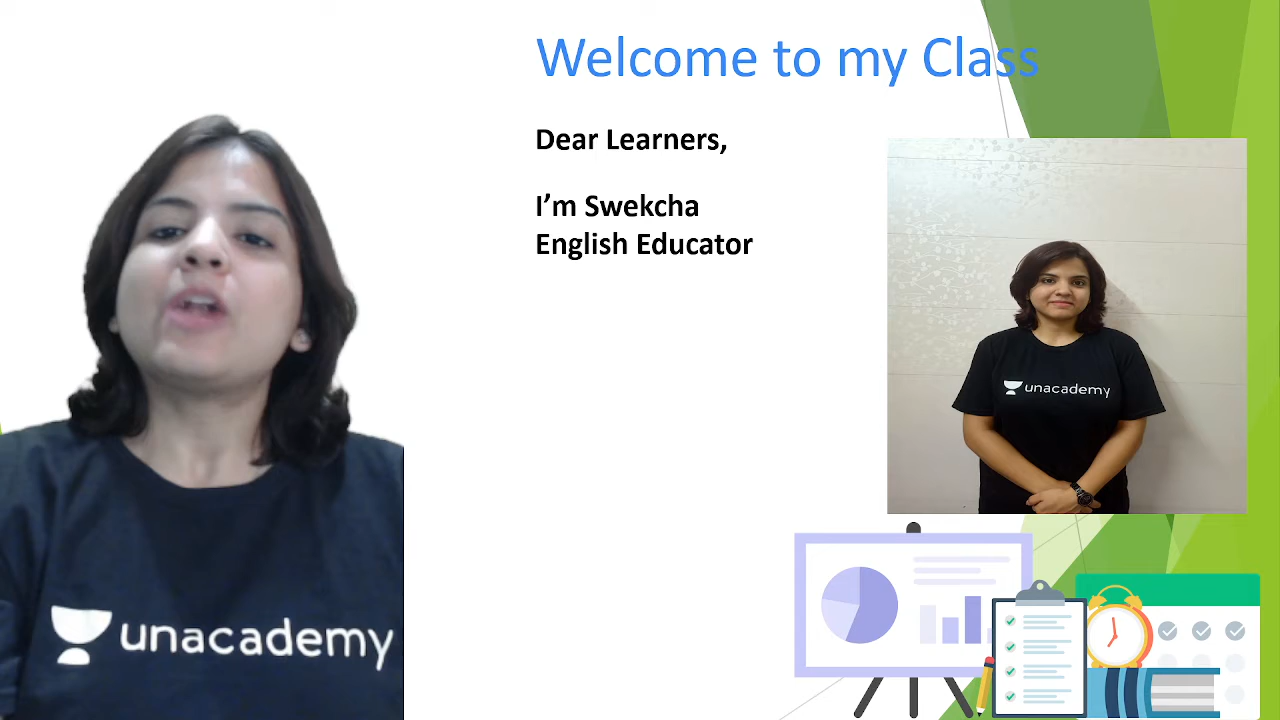 Welcome to my Class
Dear Learners,
I’m Swekcha
English Educator
unacademy
unacademy